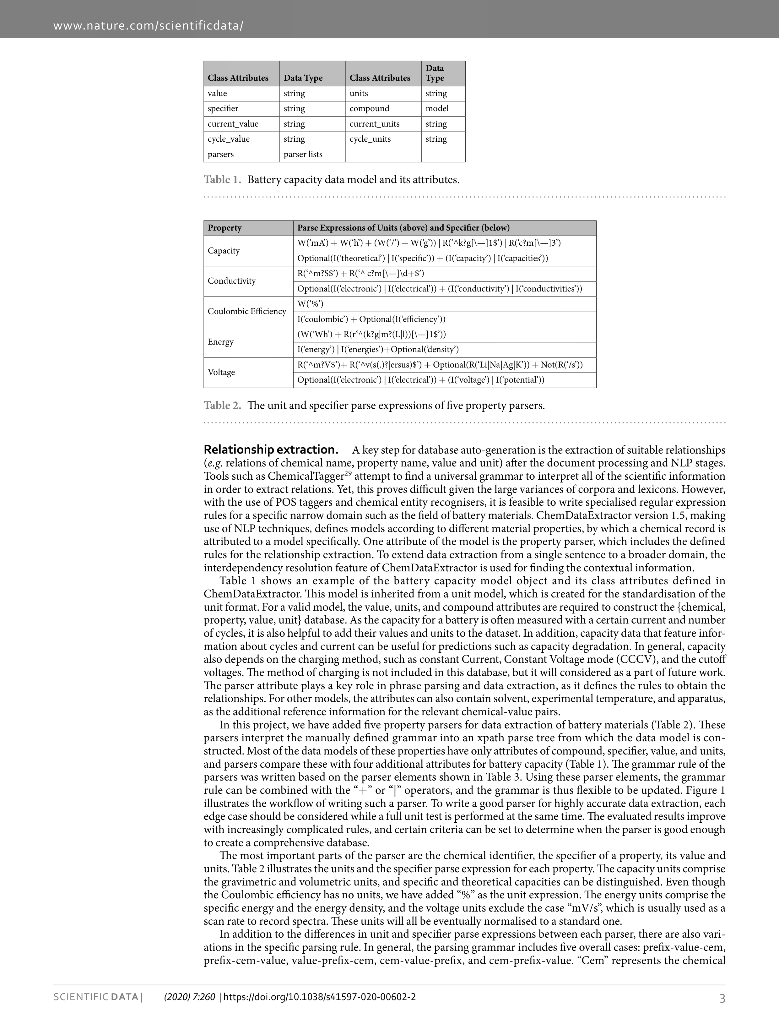 www.nature.com/scientificdata/
Class Attributes Data Type Class Attributes Data Type
value string units string
specifier string compound model
current_value string current_units string
cycle_value string cycle_units string
parsers parser lists
Table 1. Battery capacity data model and its attributes.
Property Parse Expressions of Units (above) and Specifier (below)
Capacity
W('mA') + W('h') + (W('/') + W('g')) | R('^k?g[\—]1$') | R('c?m[\—]3')
Optional(I('theoretical') | I('specific')) + (I('capacity') | I('capacities'))
Conductivity
R('^m?S$') + R('^ c?m[\—]\d+$')
Optional(I('electronic') | I('electrical')) + (I('conductivity') | I('conductivities'))
Coulombic Efficiency
W('%')
I('coulombic') + Optional(I('efficiency'))
Energy
(W('Wh') + R(r'^(k?g|m?(L|l))[\—]1$'))
I('energy') | I('energies')+Optional('density')
Voltage
R('^m?V$')+ R('^v(s(.)?|ersus)$') + Optional(R('Li|Na|Ag|K')) + Not(R('/s'))
Optional(I('electronic') | I('electrical')) + (I('voltage') | I('potential'))
Table 2. The unit and specifier parse expressions of five property parsers.
Relationship extraction. A key step for database auto-generation is the extraction of suitable relationships
(e.g. relations of chemical name, property name, value and unit) after the document processing and NLP stages.
Tools such as ChemicalTagger²⁹ attempt to find a universal grammar to interpret all of the scientific information
in order to extract relations. Yet, this proves difficult given the large variances of corpora and lexicons. However,
with the use of POS taggers and chemical entity recognisers, it is feasible to write specialised regular expression
rules for a specific narrow domain such as the field of battery materials. ChemDataExtractor version 1.5, making
use of NLP techniques, defines models according to different material properties, by which a chemical record is
attributed to a model specifically. One attribute of the model is the property parser, which includes the defined
rules for the relationship extraction. To extend data extraction from a single sentence to a broader domain, the
interdependency resolution feature of ChemDataExtractor is used for finding the contextual information.
Table 1 shows an example of the battery capacity model object and its class attributes defined in
ChemDataExtractor. This model is inherited from a unit model, which is created for the standardisation of the
unit format. For a valid model, the value, units, and compound attributes are required to construct the {chemical,
property, value, unit} database. As the capacity for a battery is often measured with a certain current and number
of cycles, it is also helpful to add their values and units to the dataset. In addition, capacity data that feature infor-
mation about cycles and current can be useful for predictions such as capacity degradation. In general, capacity
also depends on the charging method, such as constant Current, Constant Voltage mode (CCCV), and the cutoff
voltages. The method of charging is not included in this database, but it will considered as a part of future work.
The parser attribute plays a key role in phrase parsing and data extraction, as it defines the rules to obtain the
relationships. For other models, the attributes can also contain solvent, experimental temperature, and apparatus,
as the additional reference information for the relevant chemical-value pairs.
In this project, we have added five property parsers for data extraction of battery materials (Table 2). These
parsers interpret the manually defined grammar into an xpath parse tree from which the data model is con-
structed. Most of the data models of these properties have only attributes of compound, specifier, value, and units,
and parsers compare these with four additional attributes for battery capacity (Table 1). The grammar rule of the
parsers was written based on the parser elements shown in Table 3. Using these parser elements, the grammar
rule can be combined with the "+" or "|" operators, and the grammar is thus flexible to be updated. Figure 1
illustrates the workflow of writing such a parser. To write a good parser for highly accurate data extraction, each
edge case should be considered while a full unit test is performed at the same time. The evaluated results improve
with increasingly complicated rules, and certain criteria can be set to determine when the parser is good enough
to create a comprehensive database.
The most important parts of the parser are the chemical identifier, the specifier of a property, its value and
units. Table 2 illustrates the units and the specifier parse expression for each property. The capacity units comprise
the gravimetric and volumetric units, and specific and theoretical capacities can be distinguished. Even though
the Coulombic efficiency has no units, we have added "%" as the unit expression. The energy units comprise the
specific energy and the energy density, and the voltage units exclude the case "mV/s", which is usually used as a
scan rate to record spectra. These units will all be eventually normalised to a standard one.
In addition to the differences in unit and specifier parse expressions between each parser, there are also vari-
ations in the specific parsing rule. In general, the parsing grammar includes five overall cases: prefix-value-cem,
prefix-cem-value, value-prefix-cem, cem-value-prefix, and cem-prefix-value. "Cem" represents the chemical
SCIENTIFIC DATA | (2020) 7:260 | https://doi.org/10.1038/s41597-020-00602-2 3